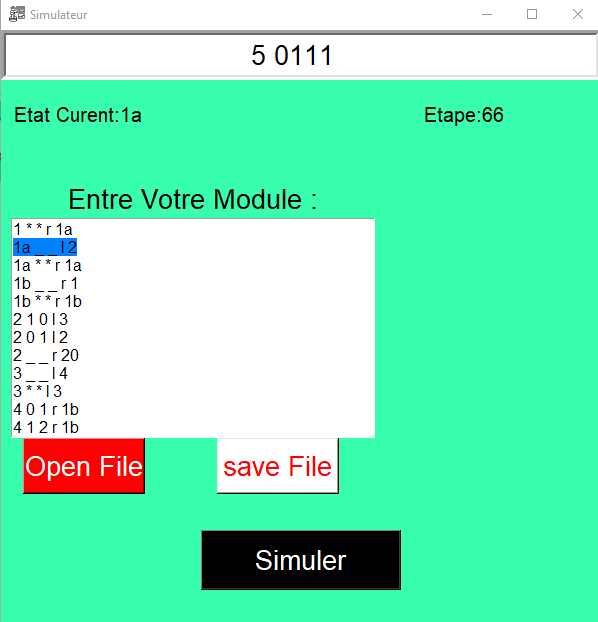 Simulateur
5 0111
Etat Curent:1a
Etape:66
Entre Votre Module :
1 * * r 1a
1a _ _ l 2
1a * * r 1a
1b _ _ r 1
1b * * r 1b
2 1 0 l 3
2 0 1 l 2
2 _ _ r 20
3 _ _ l 4
3 * * l 3
4 0 1 r 1b
4 1 2 r 1b
Open File
save File
Simuler